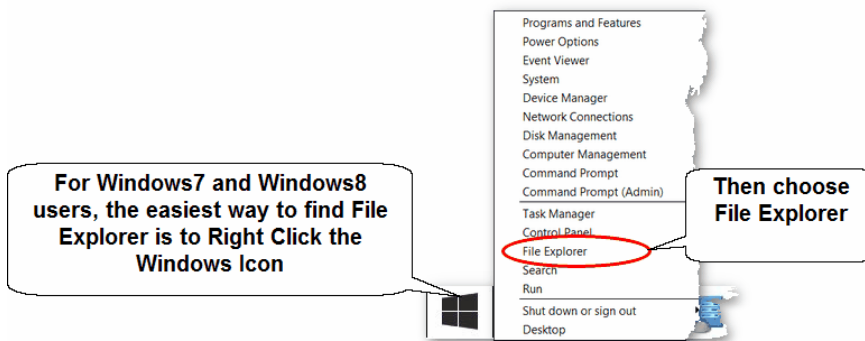 Programs and Features
Power Options
Event Viewer
System
Device Manager
Network Connections
Disk Management
Computer Management
Command Prompt
Command Prompt (Admin)
Task Manager
Control Panel
File Explorer
Search
Run
Shut down or sign out
Desktop
For Windows7 and Windows8
users, the easiest way to find File
Explorer is to Right Click the
Windows Icon
Then choose
File Explorer